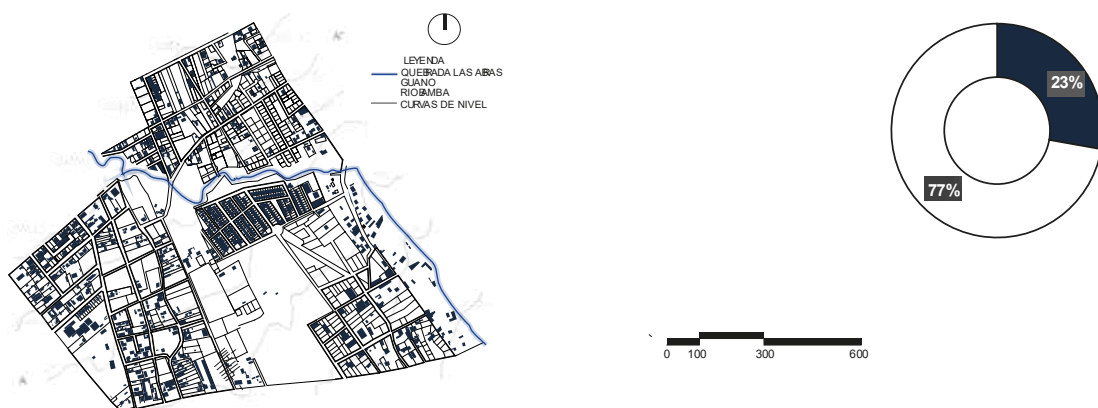 LEYENDA
QUEBRADA LAS ABRAS
GUANO
RIOBAMBA
CURVAS DE NIVEL
23%
77%
0 100 300 600